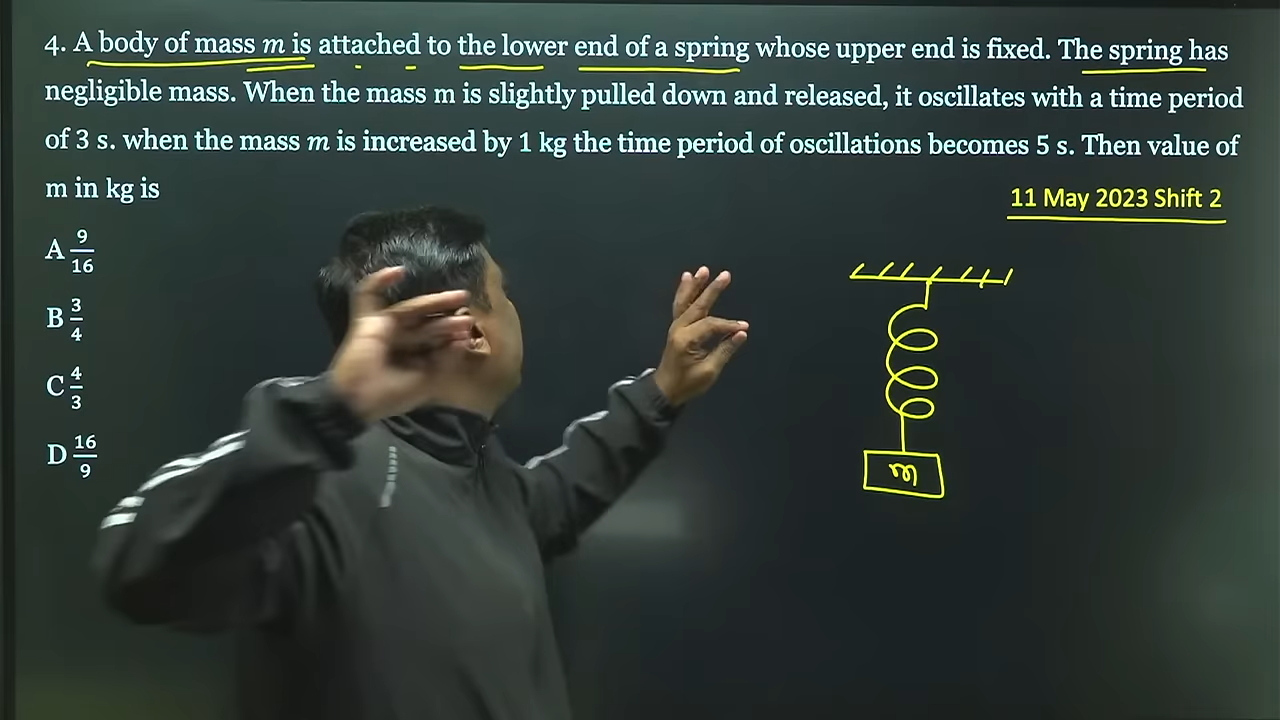 4. A body of mass m is attached to the lower end of a spring whose upper end is fixed. The spring has
negligible mass. When the mass m is slightly pulled down and released, it oscillates with a time period
of 3 s. when the mass m is increased by 1 kg the time period of oscillations becomes 5 s. Then value of
m in kg is
11 May 2023 Shift 2
A 9/16
B 3/4
C 4/3
D 16/9
m